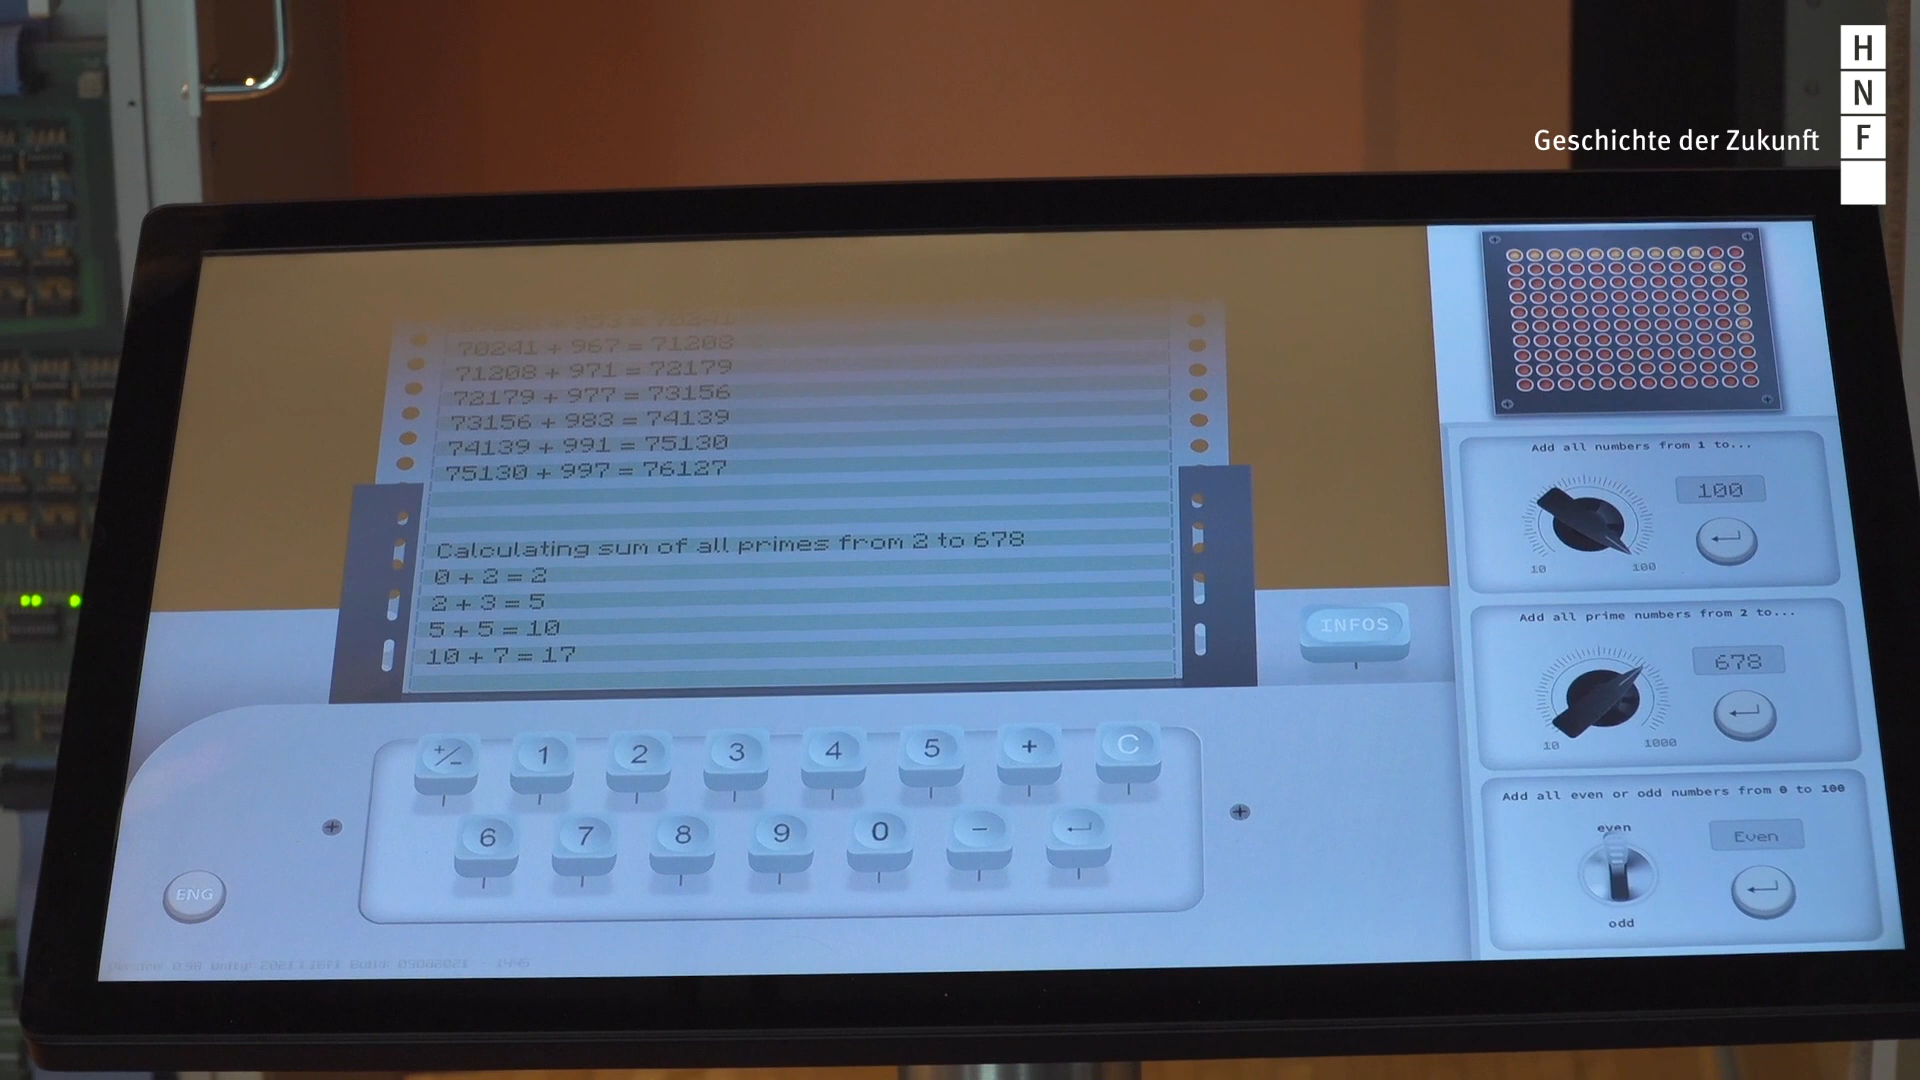 H
N
F
Geschichte der Zukunft
70241 + 967 = 71208
71208 + 971 = 72179
72179 + 977 = 73156
73156 + 983 = 74139
74139 + 991 = 75130
75130 + 997 = 76127
Calculating sum of all primes from 2 to 678
0 + 2 = 2
2 + 3 = 5
5 + 5 = 10
10 + 7 = 17
INFOS
+/- 1 2 3 4 5 + C
6 7 8 9 0 -
ENG
Add all numbers from 1 to...
100
10 100
Add all prime numbers from 2 to...
678
10 1000
Add all even or odd numbers from 0 to 100
even
Even
odd